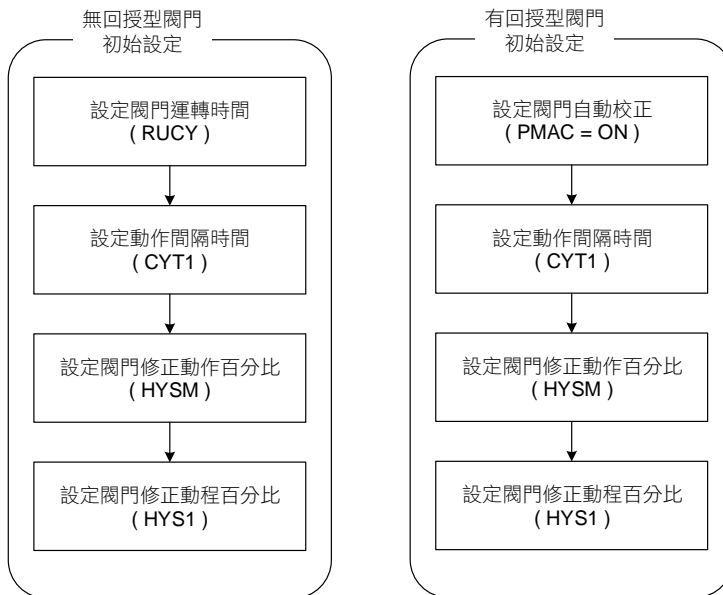 無回授型閥門
初始設定
設定閥門運轉時間
( RUCY )
設定動作間隔時間
( CYT1 )
設定閥門修正動作百分比
( HYSM )
設定閥門修正動程百分比
( HYS1 )
有回授型閥門
初始設定
設定閥門自動校正
( PMAC = ON )
設定動作間隔時間
( CYT1 )
設定閥門修正動作百分比
( HYSM )
設定閥門修正動程百分比
( HYS1 )